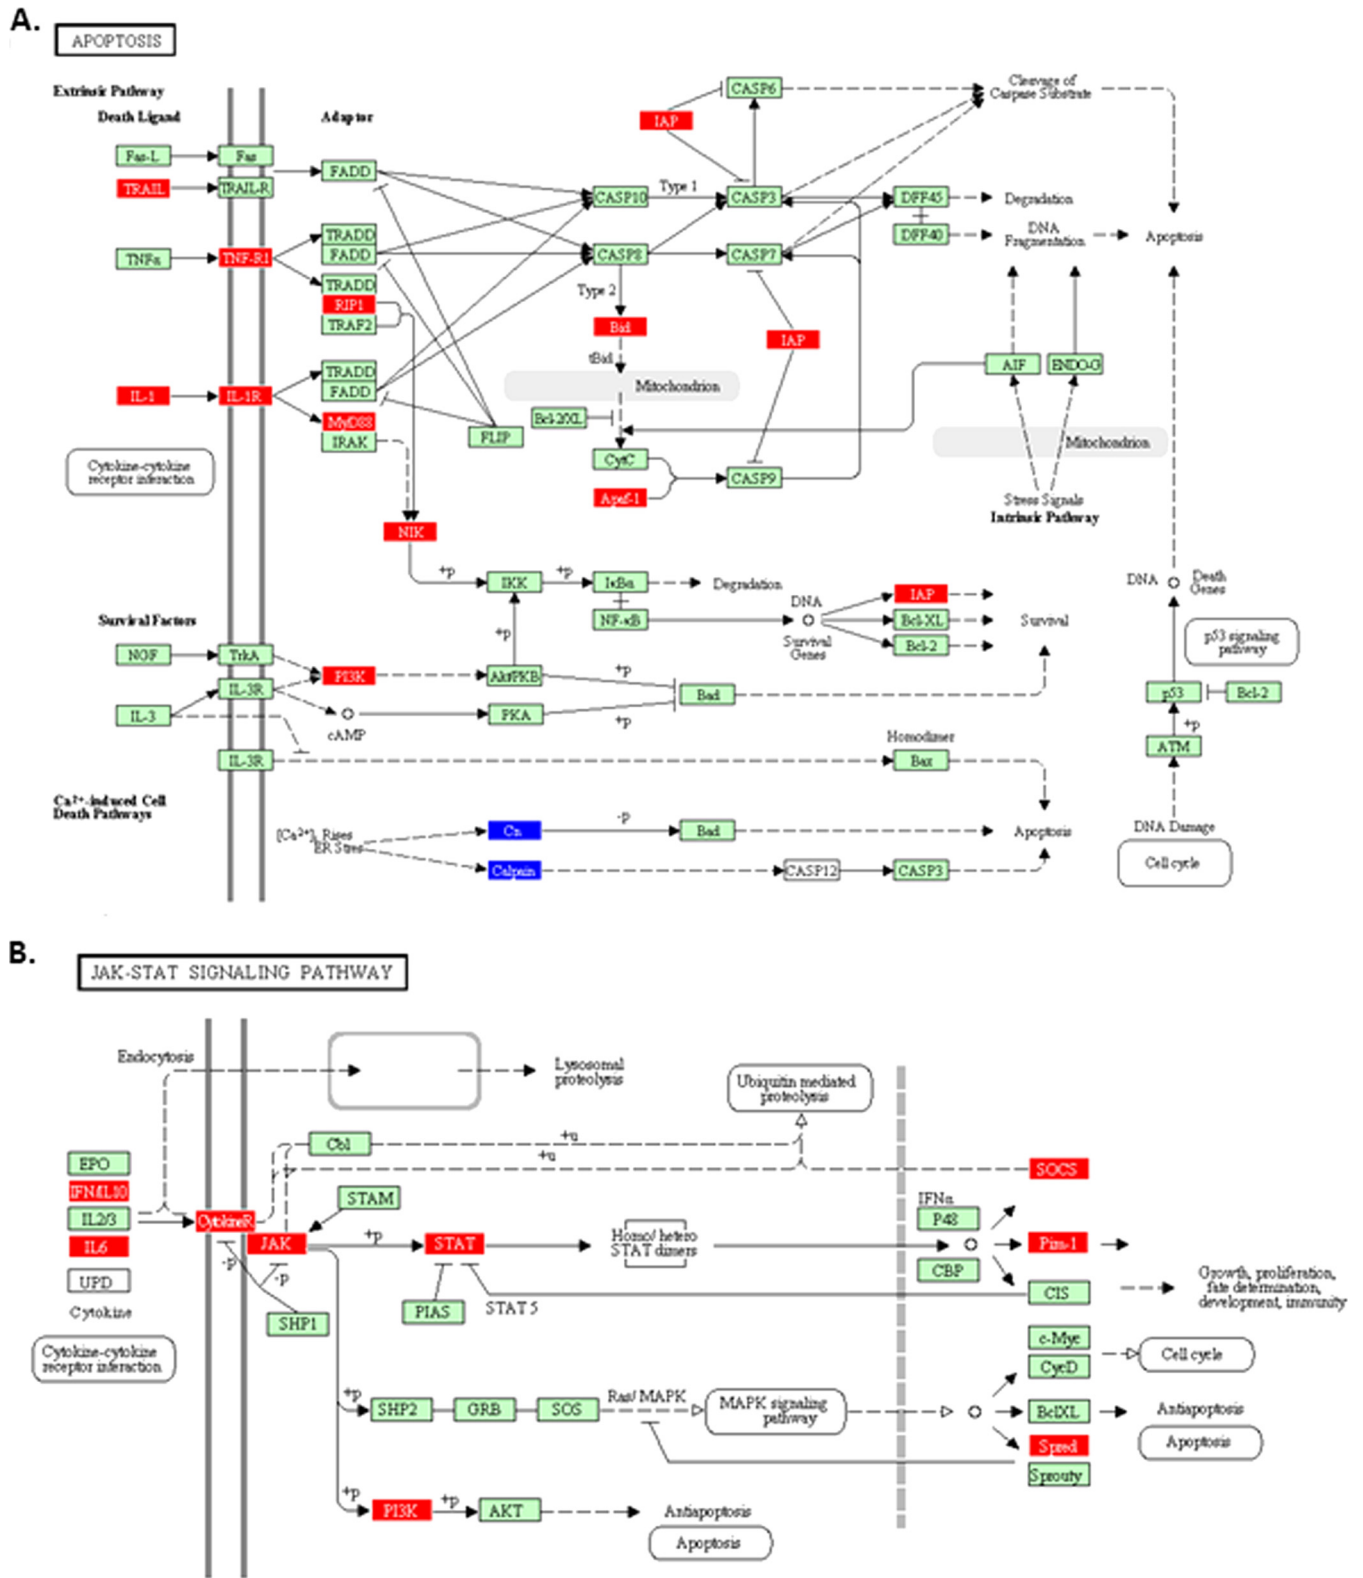 A.
APOPTOSIS
Extrinsic Pathway
Death Ligand
Adaptor
Fas-L
Fas
FADD
TRAIL
TRAIL-R
TNFα
TNF-R1
TRADD
FADD
TRADD
RIP1
TRAF2
IL-1
IL-1R
TRADD
FADD
MyD88
IRAK
FLIP
Cytokine-cytokine
receptor interaction
NIK
IAP
CASP6
Cleavage of
Caspase Substrate
CASP10
Type 1
CASP3
DFF45
Degradation
DFF40
DNA
Fragmentation
Apoptosis
CASP8
CASP7
Type 2
Bid
tBid
IAP
Mitochondrion
Bcl-2/XL
CytC
Apaf-1
CASP9
AIF
ENDO-G
Mitochondrion
Stress Signals
Intrinsic Pathway
+p
IKK
+p
IκBα
Degradation
NF-κB
DNA
Survival
Genes
IAP
Bcl-XL
Bcl-2
Survival
DNA
Death
Genes
p53 signaling
pathway
p53
Bcl-2
+p
ATM
DNA Damage
Cell cycle
Survival Factors
NGF
TrkA
PI3K
+p
Akt/PKB
+p
Bad
IL-3R
IL-3
cAMP
PKA
+p
IL-3R
Homodimer
Bax
Ca2+-induced Cell
Death Pathways
[Ca2+]i Rises
ER Stress
Cn
-p
Bad
Apoptosis
Calpain
CASP12
CASP3
B.
JAK-STAT SIGNALING PATHWAY
Endocytosis
Lysosomal
proteolysis
Ubiquitin mediated
proteolysis
Cbl
+u
+u
SOCS
EPO
IFN/IL10
IL2/3
IL6
UPD
Cytokine
Cytokine-cytokine
receptor interaction
CytokineR
JAK
STAM
+p
STAT
Homo/ hetero
STAT dimers
IFNα
P48
CBP
Pim-1
CIS
Growth, proliferation,
fate determination,
development, immunity
-p
-p
SHP1
PIAS
STAT 5
c-Myc
CycD
Cell cycle
+p
SHP2
GRB
SOS
Ras/ MAPK
MAPK signaling
pathway
BclXL
Antiapoptosis
Apoptosis
Spred
Sprouty
+p
PI3K
+p
AKT
Antiapoptosis
Apoptosis